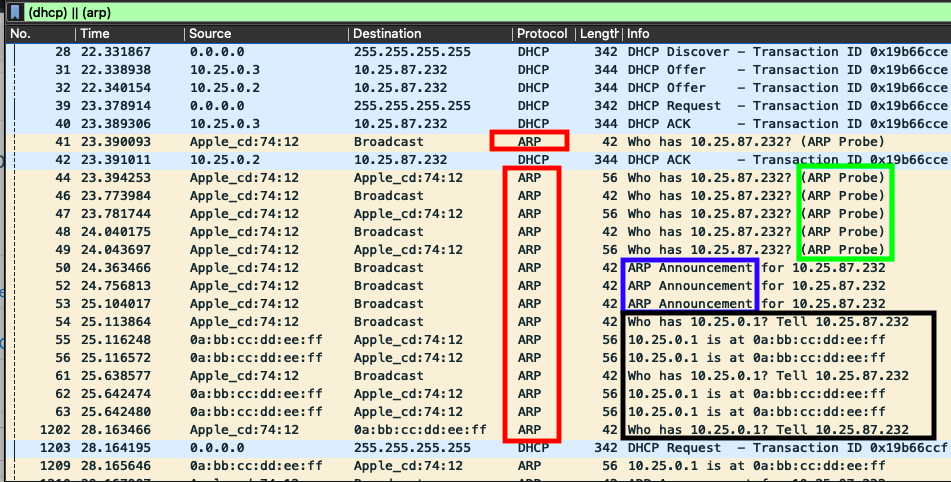 (dhcp) || (arp)
No. Time Source Destination Protocol Length Info
28 22.331867 0.0.0.0 255.255.255.255 DHCP 342 DHCP Discover – Transaction ID 0x19b66cce
31 22.338938 10.25.0.3 10.25.87.232 DHCP 344 DHCP Offer – Transaction ID 0x19b66cce
32 22.340154 10.25.0.2 10.25.87.232 DHCP 344 DHCP Offer – Transaction ID 0x19b66cce
39 23.378914 0.0.0.0 255.255.255.255 DHCP 342 DHCP Request – Transaction ID 0x19b66cce
40 23.389306 10.25.0.3 10.25.87.232 DHCP 344 DHCP ACK – Transaction ID 0x19b66cce
41 23.390093 Apple_cd:74:12 Broadcast ARP 42 Who has 10.25.87.232? (ARP Probe)
42 23.391011 10.25.0.2 10.25.87.232 DHCP 344 DHCP ACK – Transaction ID 0x19b66cce
44 23.394253 Apple_cd:74:12 Apple_cd:74:12 ARP 56 Who has 10.25.87.232? (ARP Probe)
46 23.773984 Apple_cd:74:12 Broadcast ARP 42 Who has 10.25.87.232? (ARP Probe)
47 23.781744 Apple_cd:74:12 Apple_cd:74:12 ARP 56 Who has 10.25.87.232? (ARP Probe)
48 24.040175 Apple_cd:74:12 Broadcast ARP 42 Who has 10.25.87.232? (ARP Probe)
49 24.043697 Apple_cd:74:12 Apple_cd:74:12 ARP 56 Who has 10.25.87.232? (ARP Probe)
50 24.363466 Apple_cd:74:12 Broadcast ARP 42 ARP Announcement for 10.25.87.232
52 24.756813 Apple_cd:74:12 Broadcast ARP 42 ARP Announcement for 10.25.87.232
53 25.104017 Apple_cd:74:12 Broadcast ARP 42 ARP Announcement for 10.25.87.232
54 25.113864 Apple_cd:74:12 Broadcast ARP 42 Who has 10.25.0.1? Tell 10.25.87.232
55 25.116248 0a:bb:cc:dd:ee:ff Apple_cd:74:12 ARP 56 10.25.0.1 is at 0a:bb:cc:dd:ee:ff
56 25.116572 0a:bb:cc:dd:ee:ff Apple_cd:74:12 ARP 56 10.25.0.1 is at 0a:bb:cc:dd:ee:ff
61 25.638577 Apple_cd:74:12 Broadcast ARP 42 Who has 10.25.0.1? Tell 10.25.87.232
62 25.642474 0a:bb:cc:dd:ee:ff Apple_cd:74:12 ARP 56 10.25.0.1 is at 0a:bb:cc:dd:ee:ff
63 25.642480 0a:bb:cc:dd:ee:ff Apple_cd:74:12 ARP 56 10.25.0.1 is at 0a:bb:cc:dd:ee:ff
1202 28.163466 Apple_cd:74:12 0a:bb:cc:dd:ee:ff ARP 42 Who has 10.25.0.1? Tell 10.25.87.232
1203 28.164195 0.0.0.0 255.255.255.255 DHCP 342 DHCP Request – Transaction ID 0x19b66ccf
1209 28.165646 0a:bb:cc:dd:ee:ff Apple_cd:74:12 ARP 56 10.25.0.1 is at 0a:bb:cc:dd:ee:ff